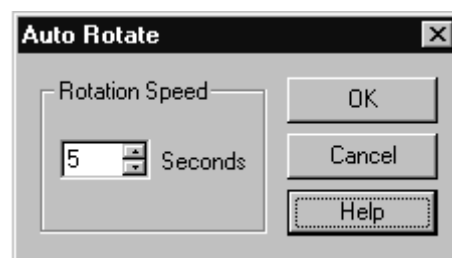 Auto Rotate
Rotation Speed
5 Seconds
OK
Cancel
Help